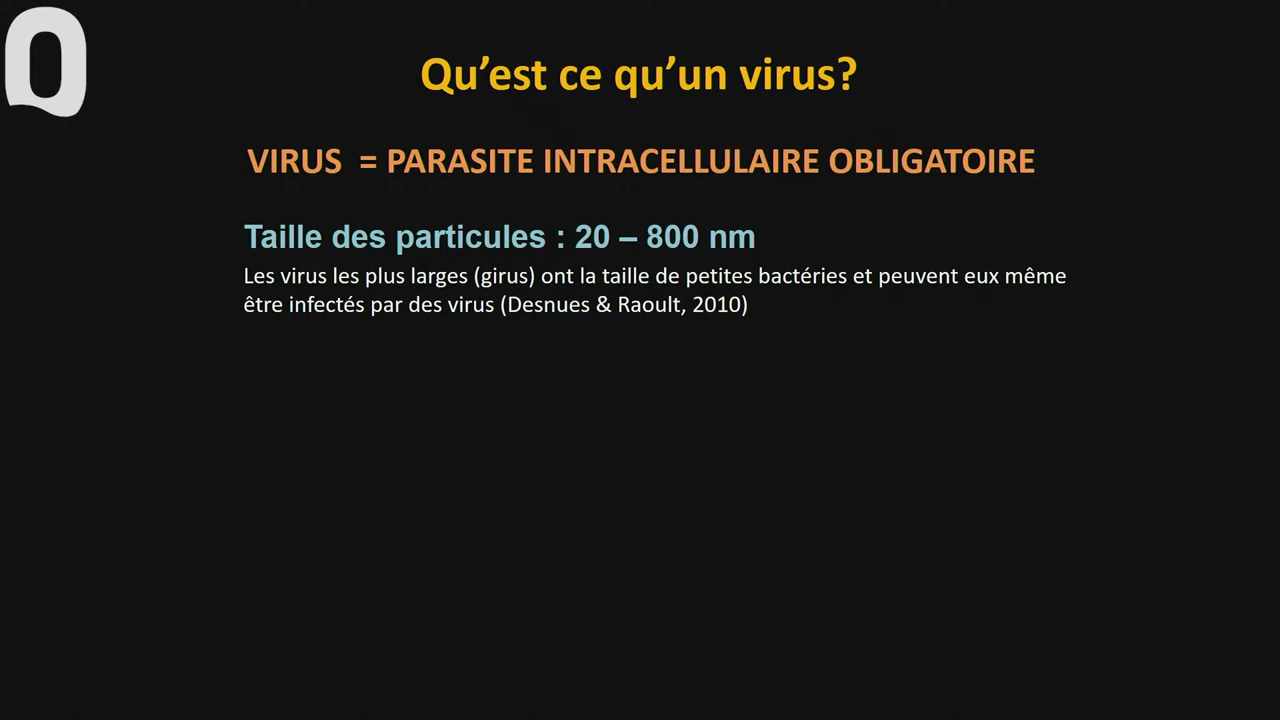 Q
Qu’est ce qu’un virus?
VIRUS = PARASITE INTRACELLULAIRE OBLIGATOIRE
Taille des particules : 20 – 800 nm
Les virus les plus larges (girus) ont la taille de petites bactéries et peuvent eux même
être infectés par des virus (Desnues & Raoult, 2010)